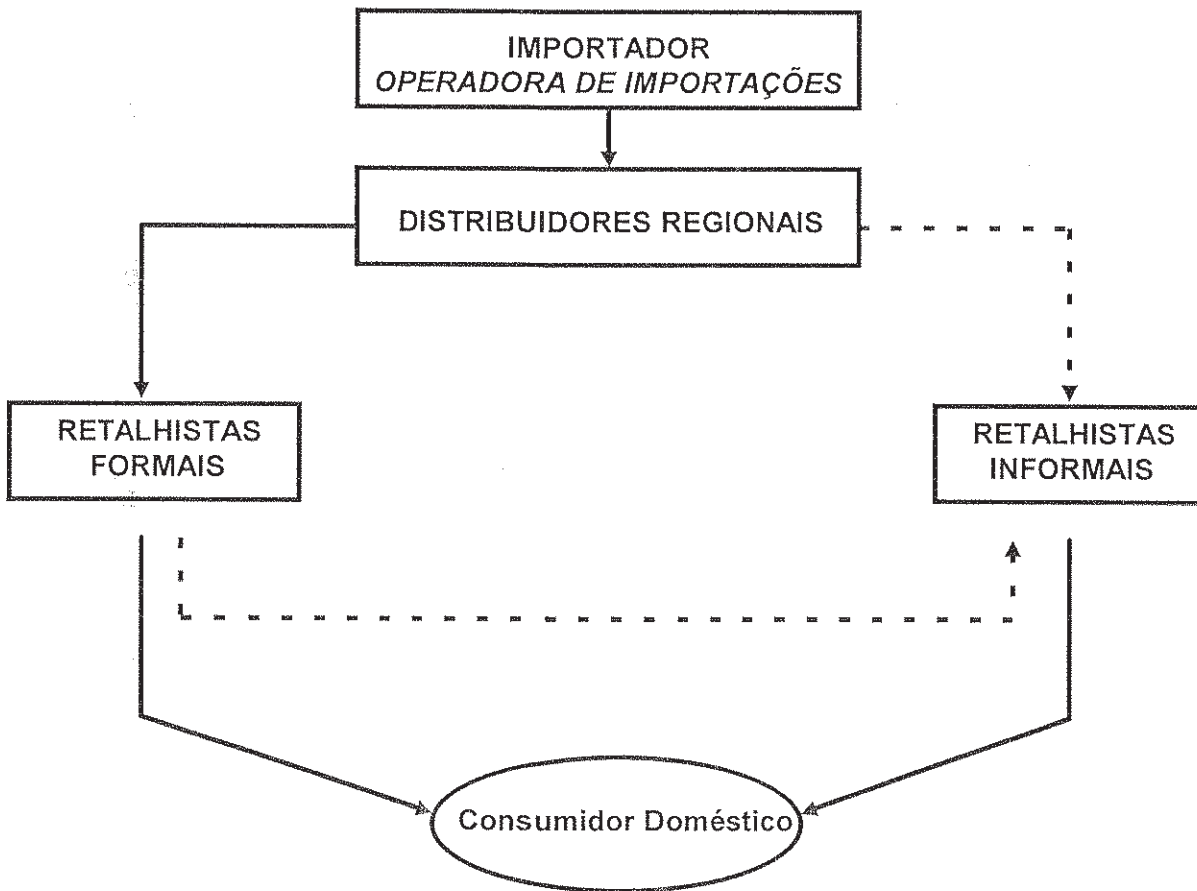 IMPORTADOR
OPERADORA DE IMPORTAÇÕES
DISTRIBUIDORES REGIONAIS
RETALHISTAS
FORMAIS
RETALHISTAS
INFORMAIS
Consumidor Doméstico